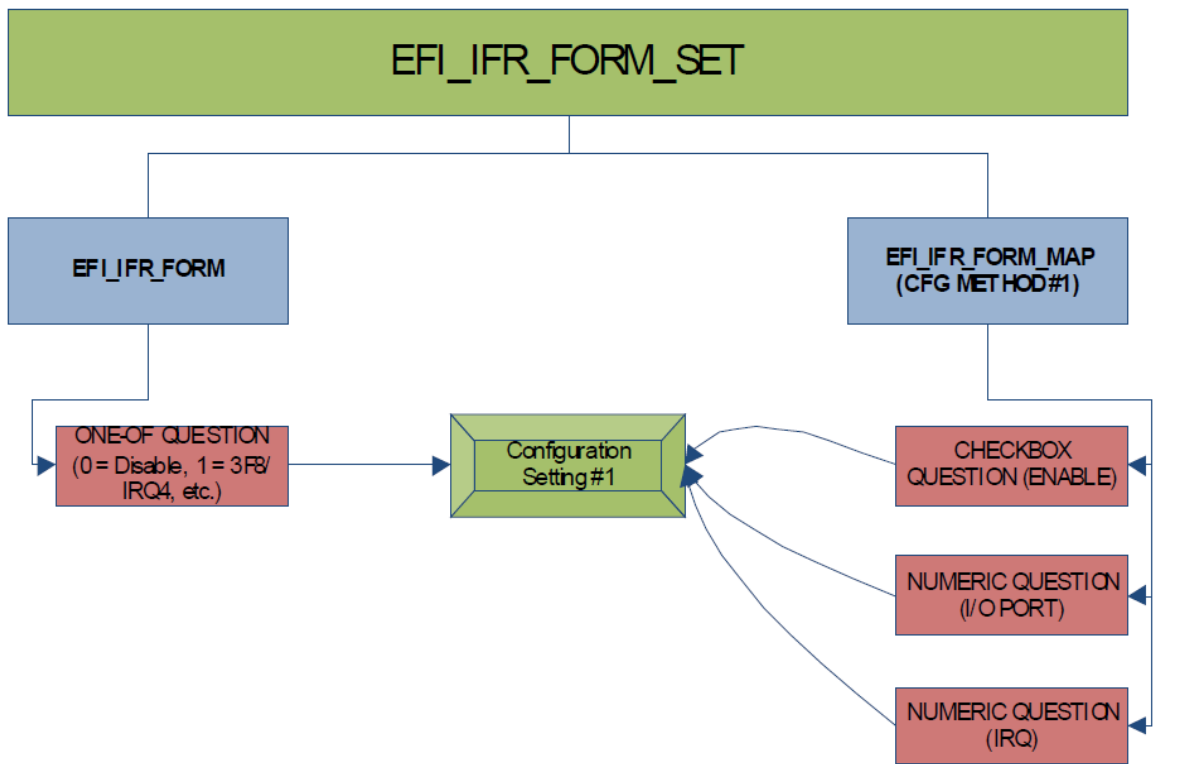 EFI_IFR_FORM_SET
EFI_IFR_FORM
EFI_IFR_FORM_MAP
(CFG METHOD#1)
ONE-OF QUESTION
(0 = Disable, 1 = 3F8/
IRQ4, etc.)
Configuration
Setting #1
CHECKBOX
QUESTION (ENABLE)
NUMERIC QUESTION
(I/O PORT)
NUMERIC QUESTION
(IRQ)